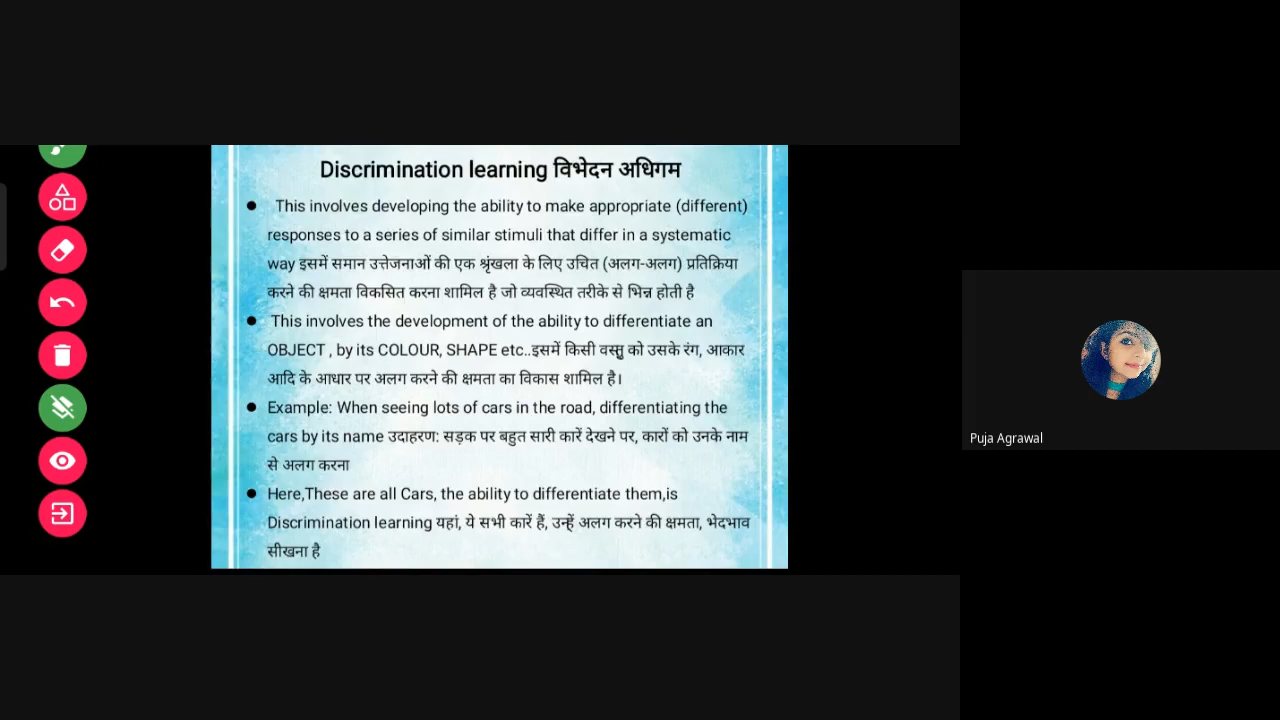 Discrimination learning विभेदन अधिगम
● This involves developing the ability to make appropriate (different)
responses to a series of similar stimuli that differ in a systematic
way इसमें समान उत्तेजनाओं की एक श्रृंखला के लिए उचित (अलग-अलग) प्रतिक्रिया
करने की क्षमता विकसित करना शामिल है जो व्यवस्थित तरीके से भिन्न होती है
● This involves the development of the ability to differentiate an
OBJECT , by its COLOUR, SHAPE etc..इसमें किसी वस्तु को उसके रंग, आकार
आदि के आधार पर अलग करने की क्षमता का विकास शामिल है।
● Example: When seeing lots of cars in the road, differentiating the
cars by its name उदाहरण: सड़क पर बहुत सारी कारें देखने पर, कारों को उनके नाम
से अलग करना
● Here,These are all Cars, the ability to differentiate them,is
Discrimination learning यहां, ये सभी कारें हैं, उन्हें अलग करने की क्षमता, भेदभाव
सीखना है
Puja Agrawal